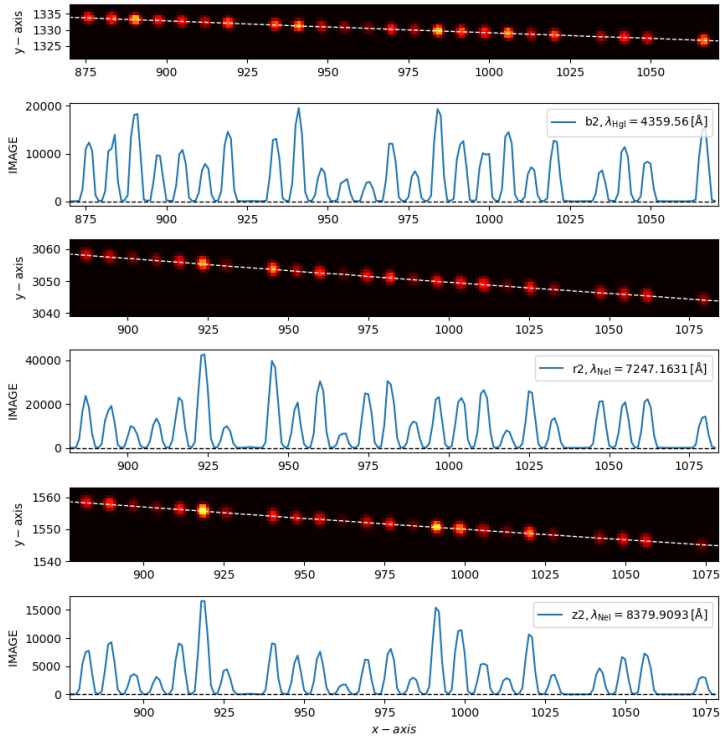 y − axis
1335
1330
1325
875 900 925 950 975 1000 1025 1050
IMAGE
20000
10000
0
b2, λHgI = 4359.56 [Å]
875 900 925 950 975 1000 1025 1050
y − axis
3060
3050
3040
900 925 950 975 1000 1025 1050 1075
IMAGE
40000
20000
0
r2, λNeI = 7247.1631 [Å]
900 925 950 975 1000 1025 1050 1075
y − axis
1560
1550
1540
900 925 950 975 1000 1025 1050 1075
IMAGE
15000
10000
5000
0
z2, λNeI = 8379.9093 [Å]
900 925 950 975 1000 1025 1050 1075
x − axis